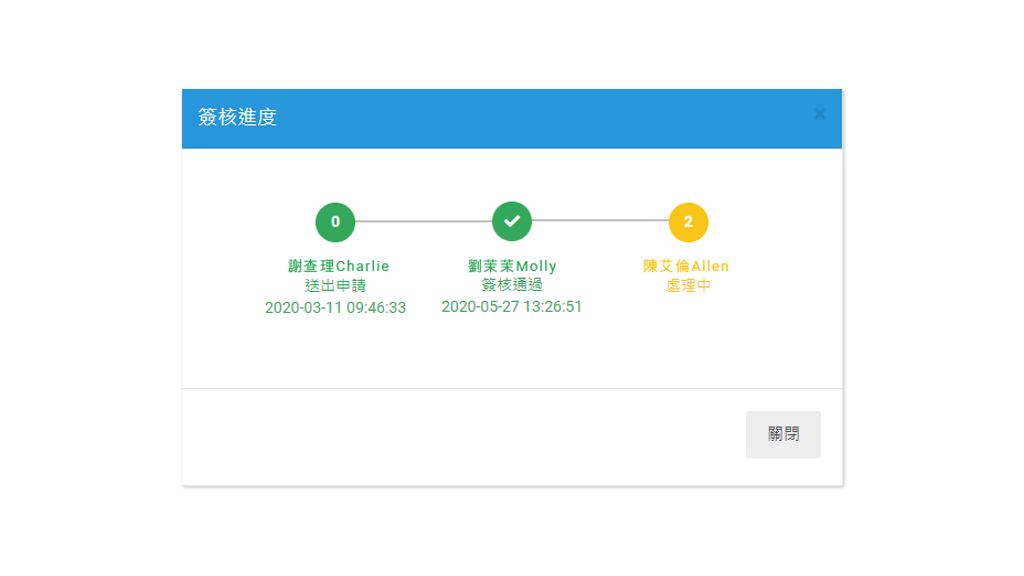 簽核進度
×
0
2
謝查理Charlie
送出申請
2020-03-11 09:46:33
劉茉茉Molly
簽核通過
2020-05-27 13:26:51
陳艾倫Allen
處理中
關閉